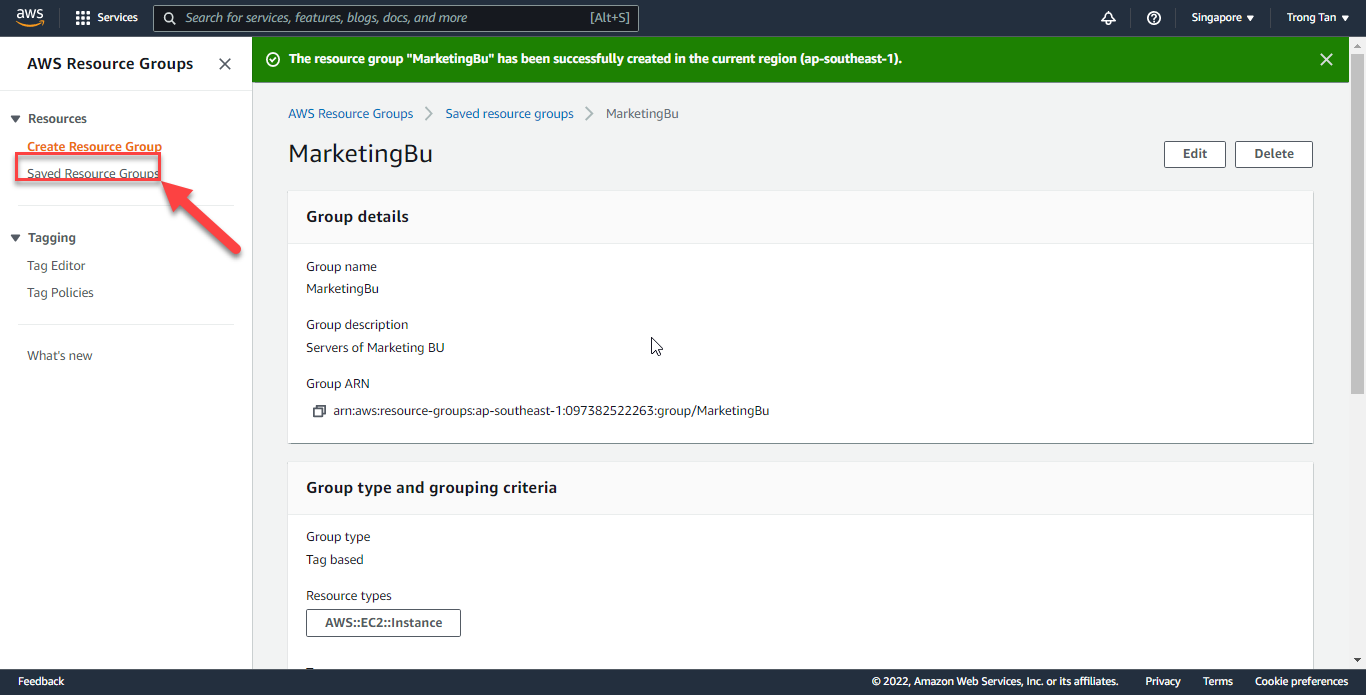 aws
Services
Search for services, features, blogs, docs, and more
[Alt+S]
Singapore
Trong Tan
AWS Resource Groups
The resource group "MarketingBu" has been successfully created in the current region (ap-southeast-1).
Resources
Create Resource Group
Saved Resource Groups
Tagging
Tag Editor
Tag Policies
What's new
AWS Resource Groups
Saved resource groups
MarketingBu
MarketingBu
Edit
Delete
Group details
Group name
MarketingBu
Group description
Servers of Marketing BU
Group ARN
arn:aws:resource-groups:ap-southeast-1:097382522263:group/MarketingBu
Group type and grouping criteria
Group type
Tag based
Resource types
AWS::EC2::Instance
Feedback
© 2022, Amazon Web Services, Inc. or its affiliates.
Privacy
Terms
Cookie preferences